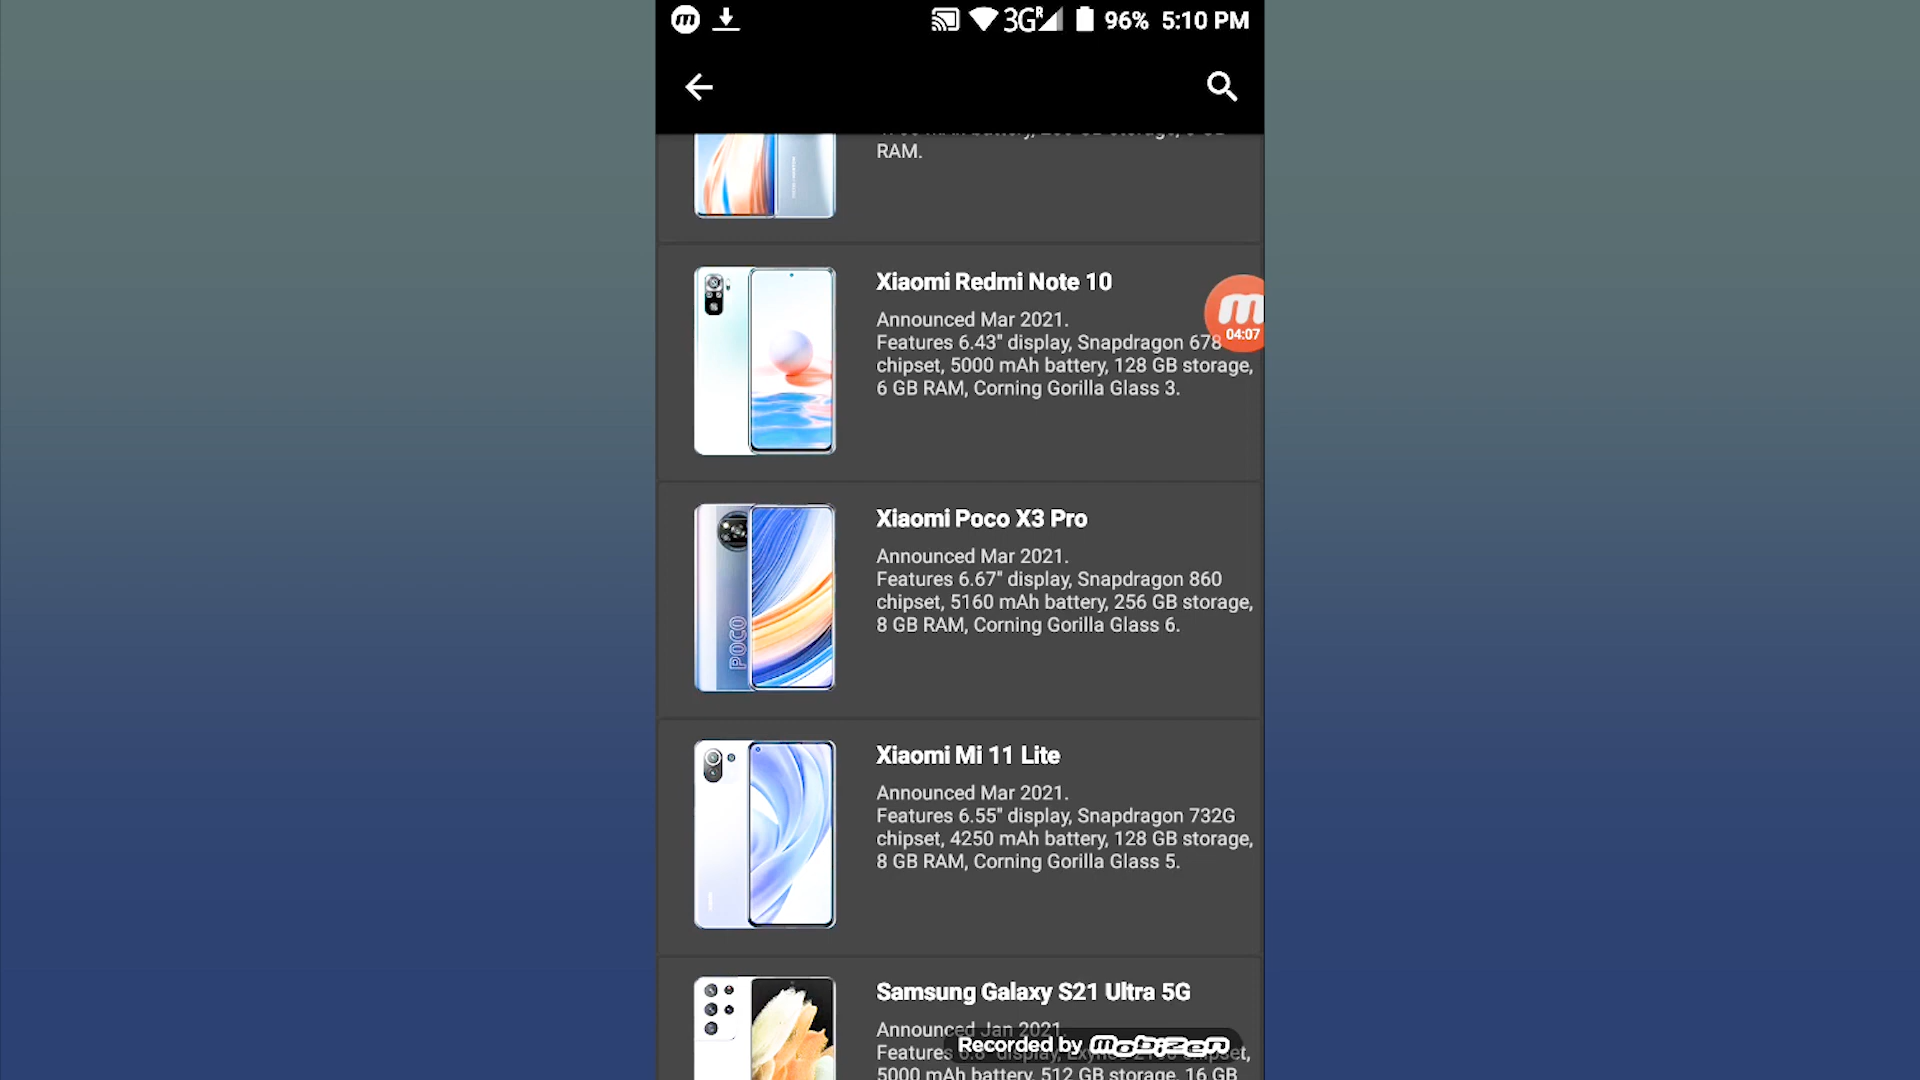 3G R 96% 5:10 PM
RAM.
Xiaomi Redmi Note 10
Announced Mar 2021.
Features 6.43" display, Snapdragon 678
chipset, 5000 mAh battery, 128 GB storage,
6 GB RAM, Corning Gorilla Glass 3.
04:07
Xiaomi Poco X3 Pro
Announced Mar 2021.
Features 6.67" display, Snapdragon 860
chipset, 5160 mAh battery, 256 GB storage,
8 GB RAM, Corning Gorilla Glass 6.
POCO
Xiaomi Mi 11 Lite
Announced Mar 2021.
Features 6.55" display, Snapdragon 732G
chipset, 4250 mAh battery, 128 GB storage,
8 GB RAM, Corning Gorilla Glass 5.
Samsung Galaxy S21 Ultra 5G
Announced Jan 2021.
Recorded by Mobizen
Features 6.8" display,
5000 mAh battery, 512 GB storage, 16 GB